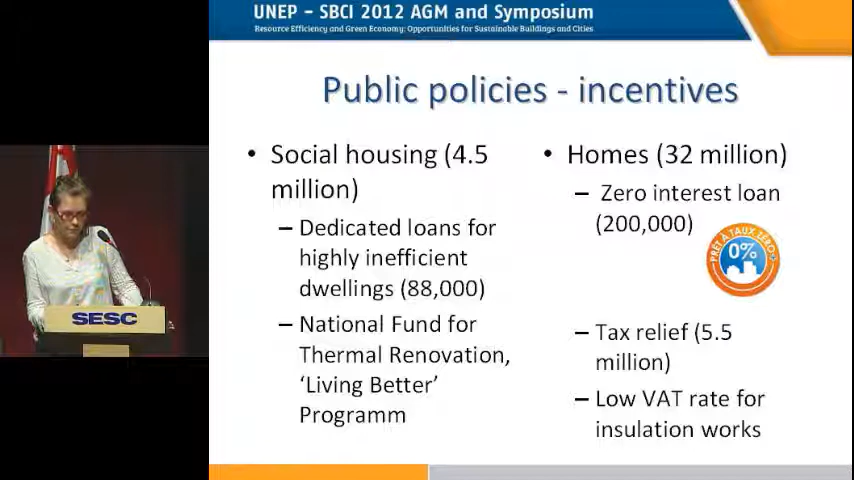 UNEP – SBCI 2012 AGM and Symposium
Resource Efficiency and Green Economy: Opportunities for Sustainable Buildings and Cities
Public policies - incentives
• Social housing (4.5
million)
– Dedicated loans for
highly inefficient
dwellings (88,000)
– National Fund for
Thermal Renovation,
‘Living Better’
Programm
• Homes (32 million)
– Zero interest loan
(200,000)
PRÊT À TAUX ZÉRO+
0%
– Tax relief (5.5
million)
– Low VAT rate for
insulation works
SESC